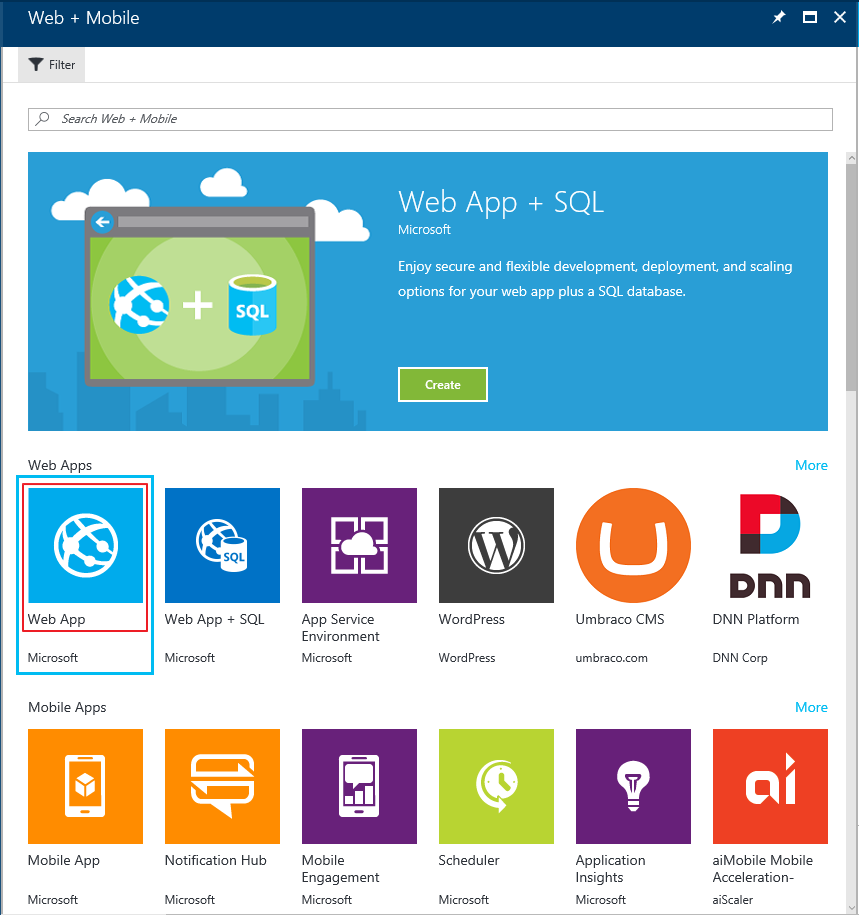 Web + Mobile
Filter
Search Web + Mobile
Web App + SQL
Microsoft
Enjoy secure and flexible development, deployment, and scaling
options for your web app plus a SQL database.
SQL
Create
Web Apps
More
SQL
DNN
Web App
Web App + SQL
App Service
Environment
WordPress
Umbraco CMS
DNN Platform
Microsoft
Microsoft
Microsoft
WordPress
umbraco.com
DNN Corp
Mobile Apps
More
ai
Mobile App
Notification Hub
Mobile
Engagement
Scheduler
Application
Insights
aiMobile Mobile
Acceleration-
Microsoft
Microsoft
Microsoft
Microsoft
Microsoft
aiScaler